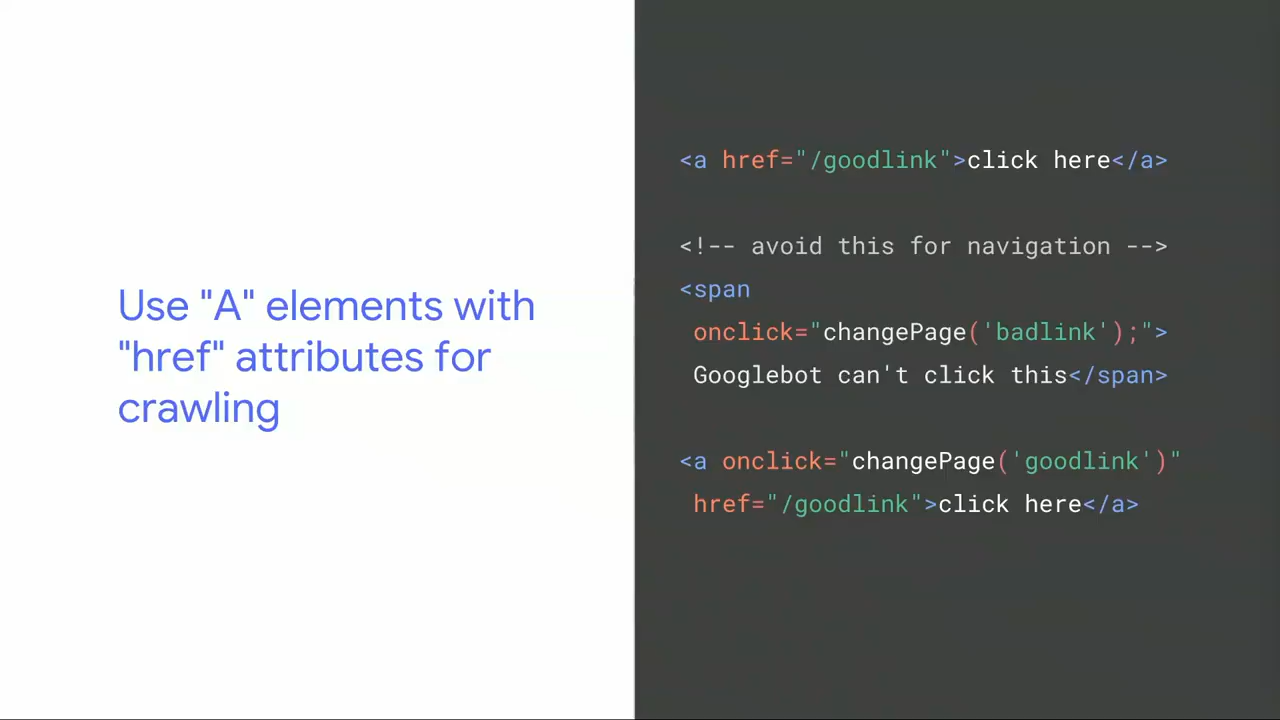 Use "A" elements with
"href" attributes for
crawling
<a href="/goodlink">click here</a>
<!-- avoid this for navigation -->
<span
onclick="changePage('badlink');">
Googlebot can't click this</span>
<a onclick="changePage('goodlink')"
href="/goodlink">click here</a>